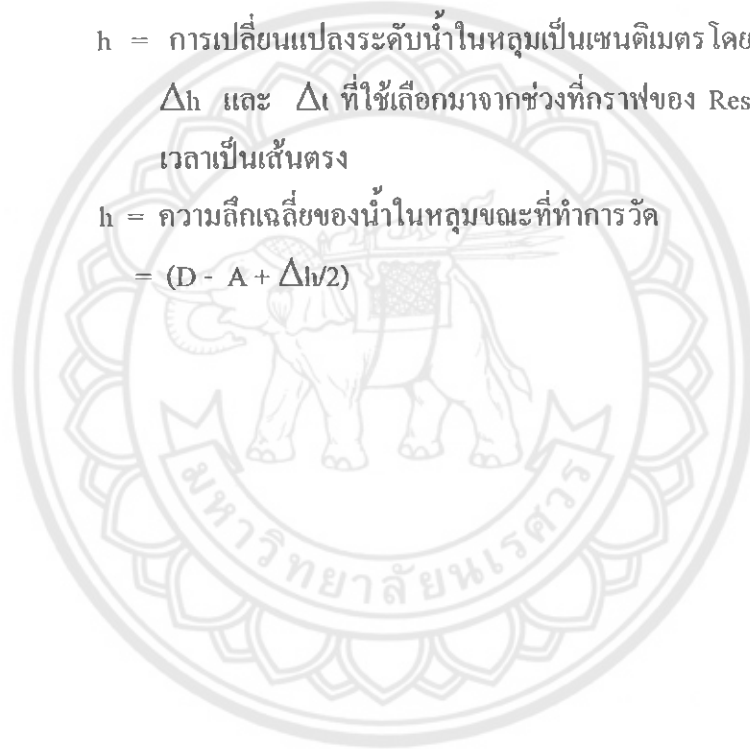 h = การเปลี่ยนแปลงระดับน้ำในหลุมเป็นเซนติเมตร โดย
Δh และ Δt ที่ใช้เลือกมาจากช่วงที่กราฟของ Res
เวลาเป็นเส้นตรง
h = ความลึกเฉลี่ยของน้ำในหลุมขณะที่ทำการวัด
= (D - A + Δh/2)
มหาวิทยาลัยนเรศวร